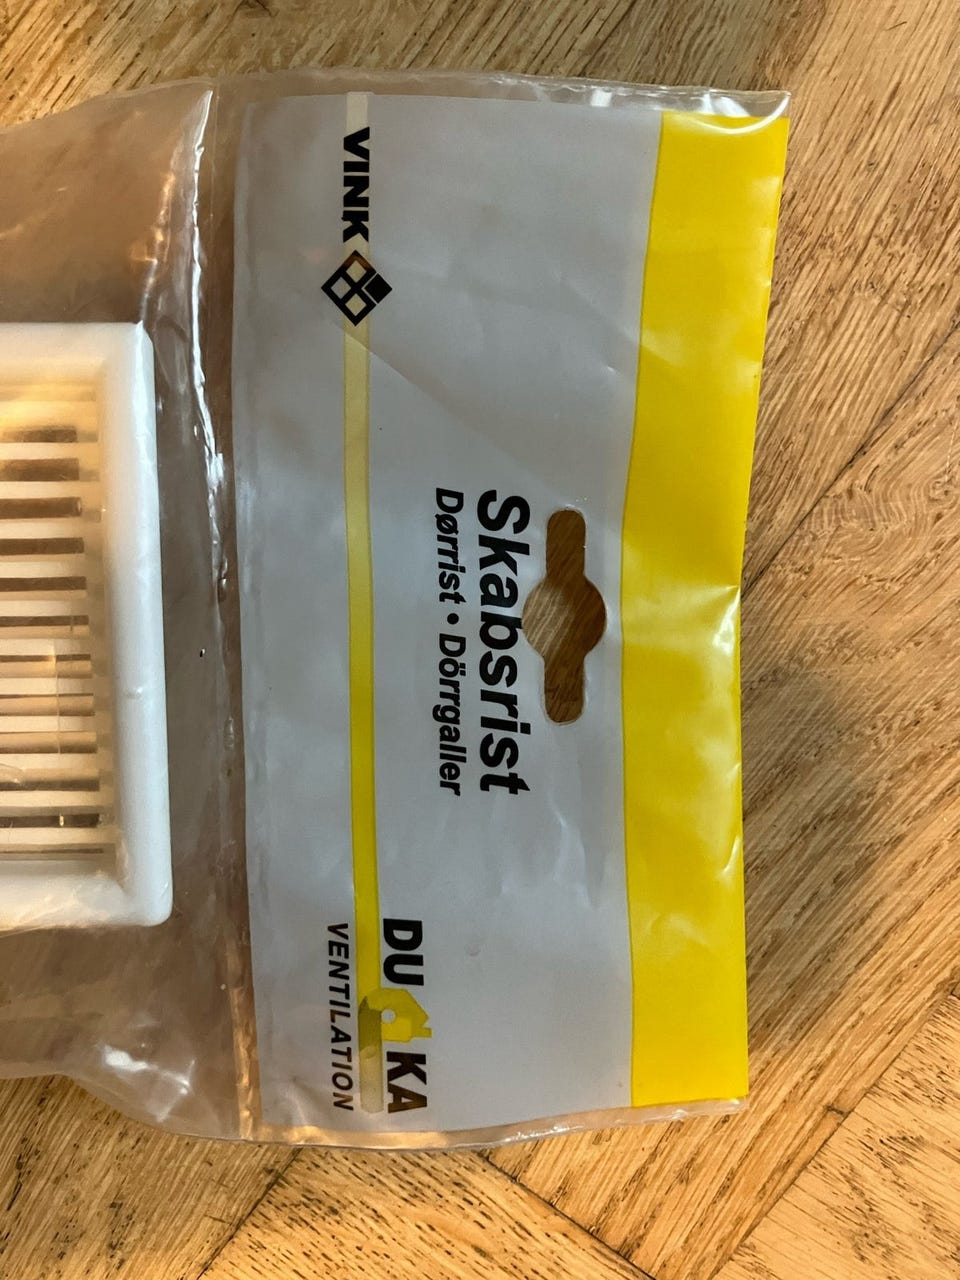 Skabsrist
Dørrist • Dörrgaller
VINK
DUKA
VENTILATION